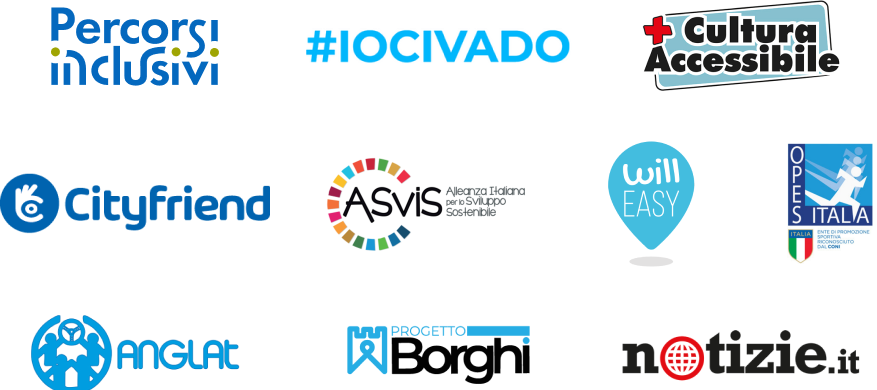 Percorsi
inclusivi
#IOCIVADO
+ Cultura
Accessibile
Cityfriend
ASviS
Alleanza Italiana
per lo Sviluppo
Sostenibile
will
EASY
OPES
ITALIA
ITALIA
ENTE DI PROMOZIONE
SPORTIVA
RICONOSCIUTO
DAL CONI
ANGLAT
PROGETTO
Borghi
notizie.it